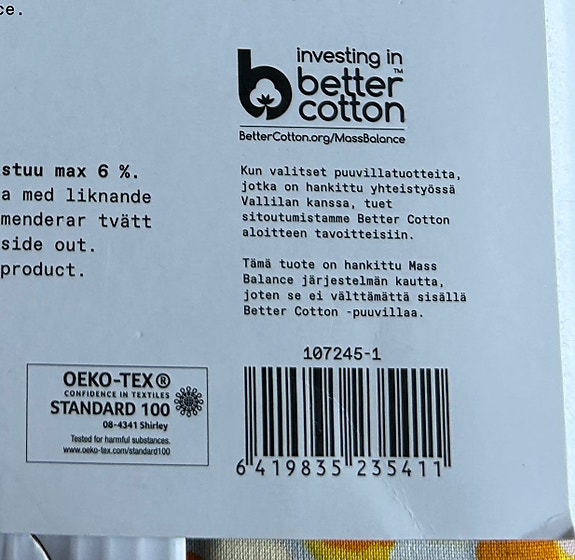 ce.
investing in
better™
cotton
BetterCotton.org/MassBalance
stuu max 6 %.
a med liknande
menderar tvätt
side out.
product.
Kun valitset puuvillatuotteita,
jotka on hankittu yhteistyössä
Vallilan kanssa, tuet
sitoutumistamme Better Cotton
aloitteen tavoitteisiin.
Tämä tuote on hankittu Mass
Balance järjestelmän kautta,
joten se ei välttämättä sisällä
Better Cotton -puuvillaa.
OEKO-TEX®
CONFIDENCE IN TEXTILES
STANDARD 100
08-4341 Shirley
Tested for harmful substances.
www.oeko-tex.com/standard100
107245-1
6 419835 235411